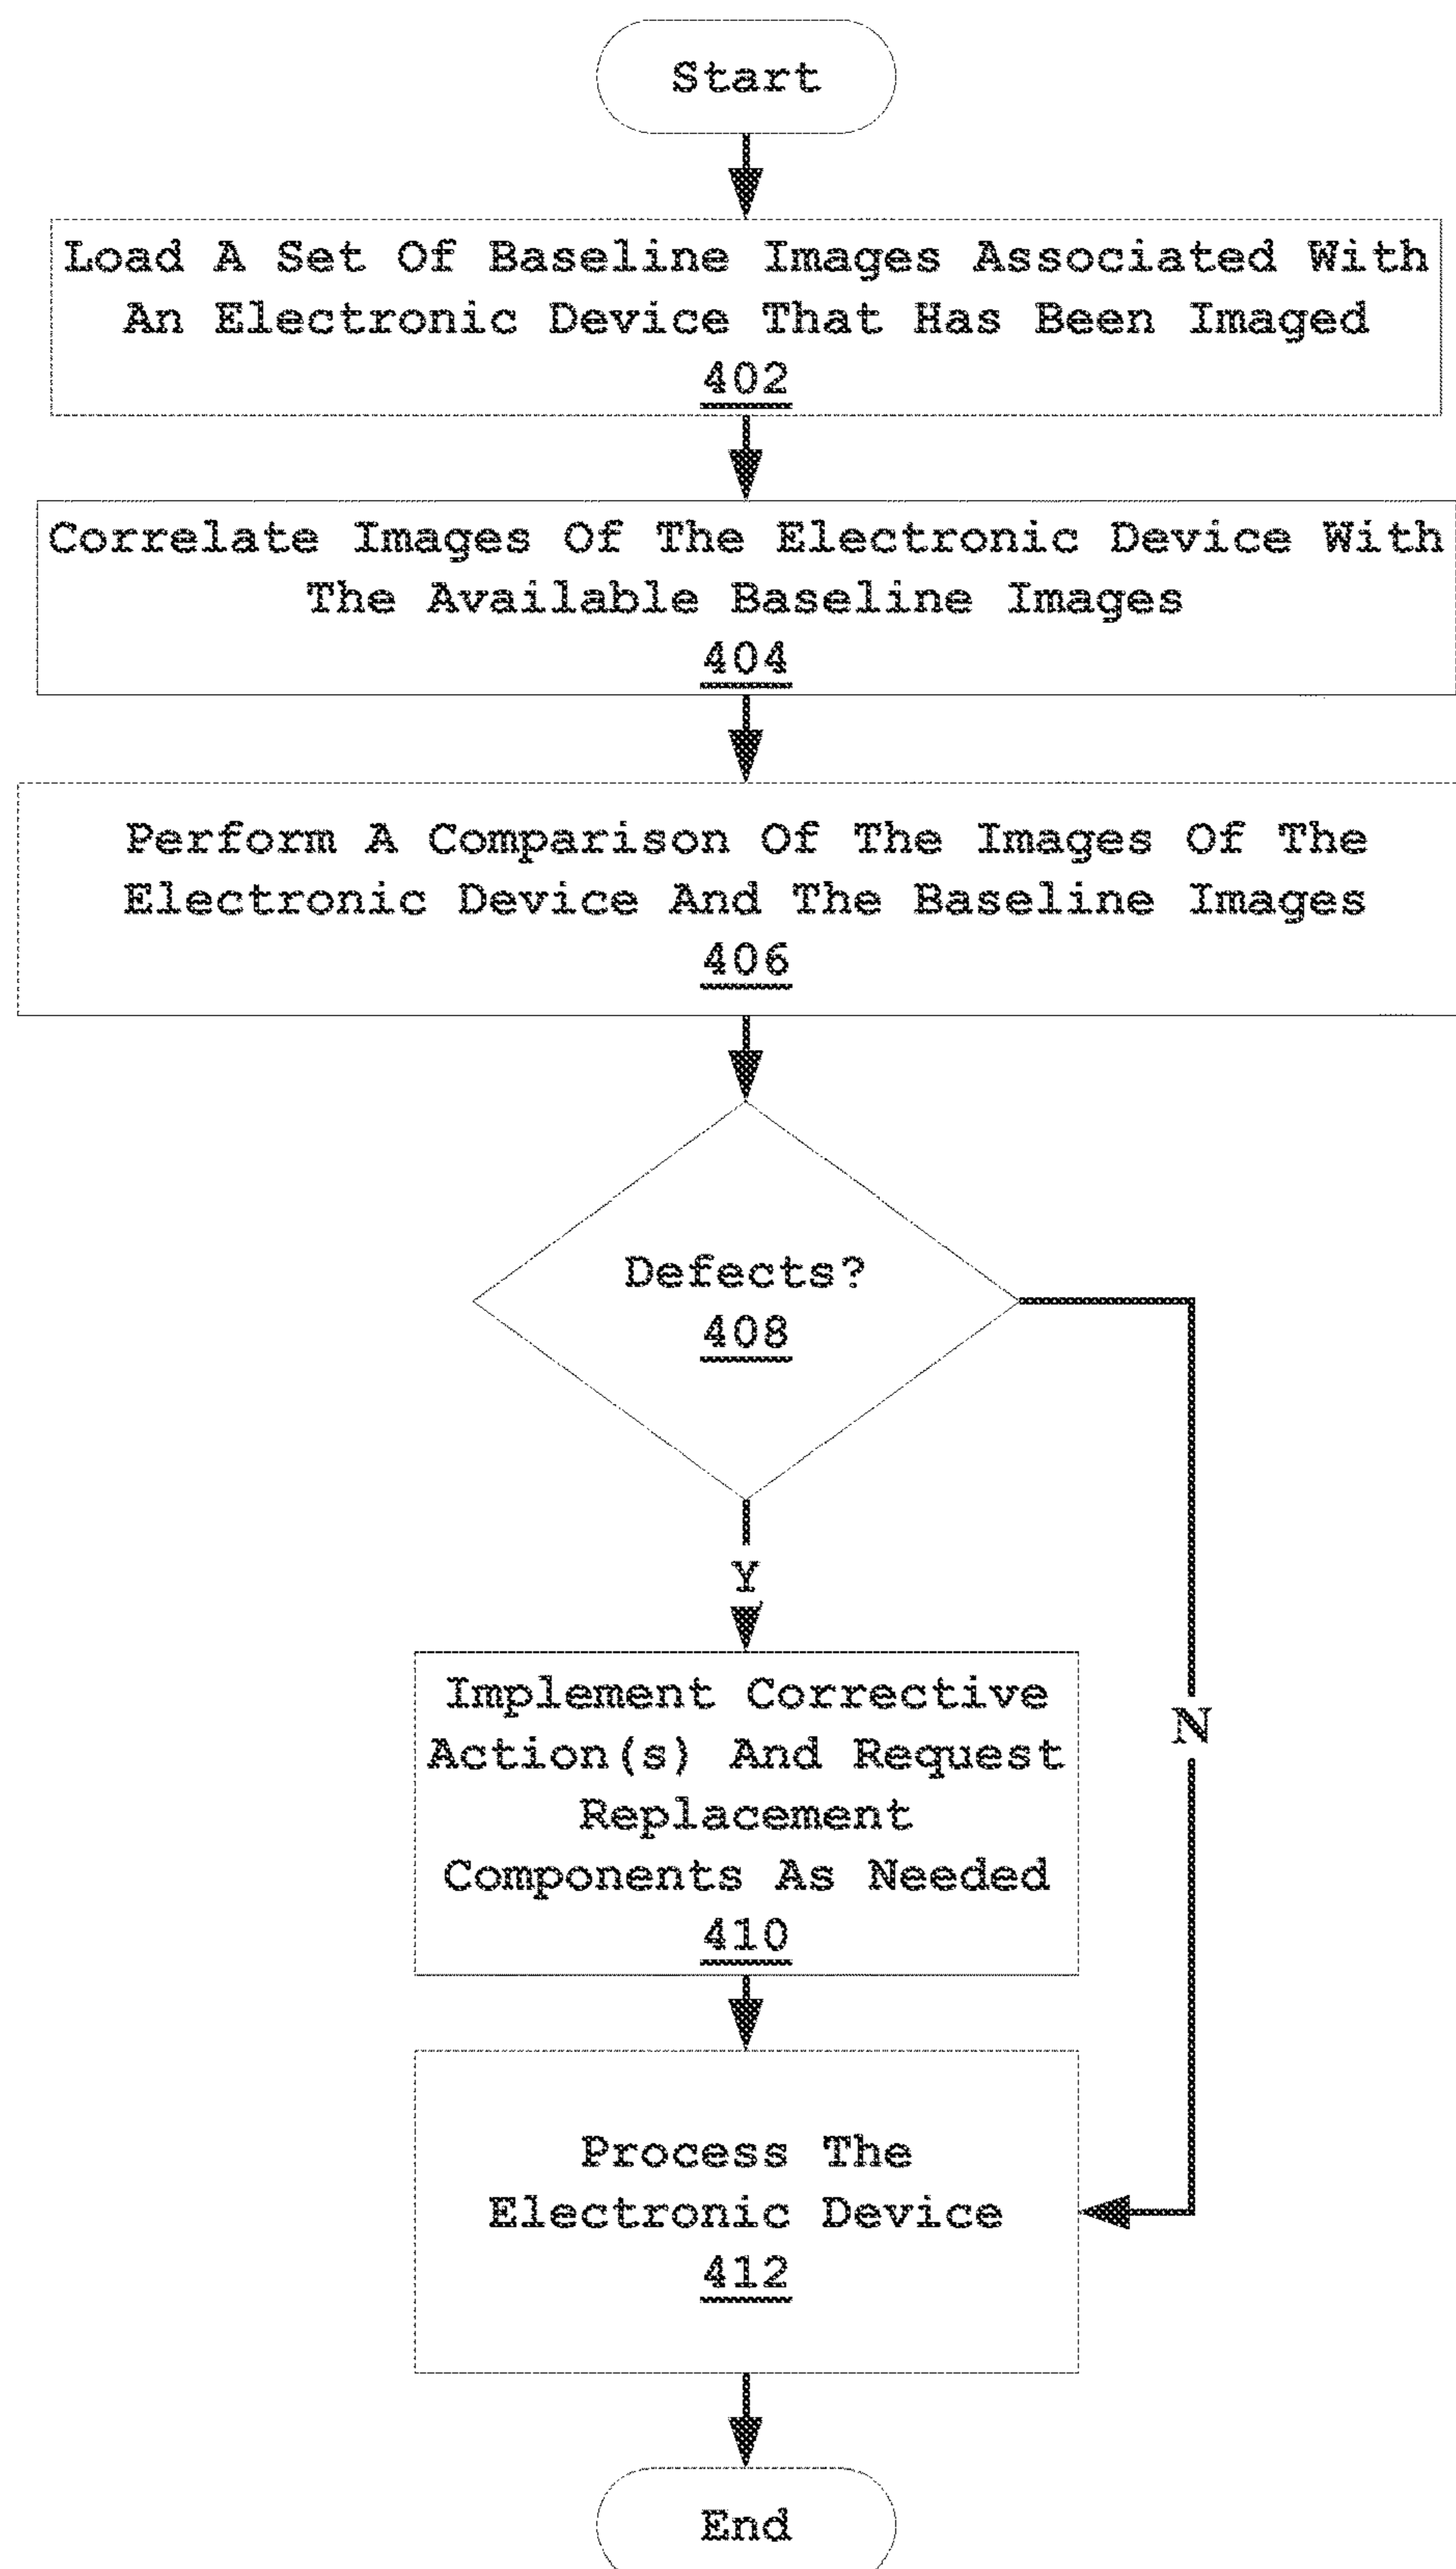 Start
Load A Set Of Baseline Images Associated With
An Electronic Device That Has Been Imaged
402
Correlate Images Of The Electronic Device With
The Available Baseline Images
404
Perform A Comparison Of The Images Of The
Electronic Device And The Baseline Images
406
Defects?
408
Y
Implement Corrective
Action(s) And Request
Replacement
Components As Needed
410
N
Process The
Electronic Device
412
End